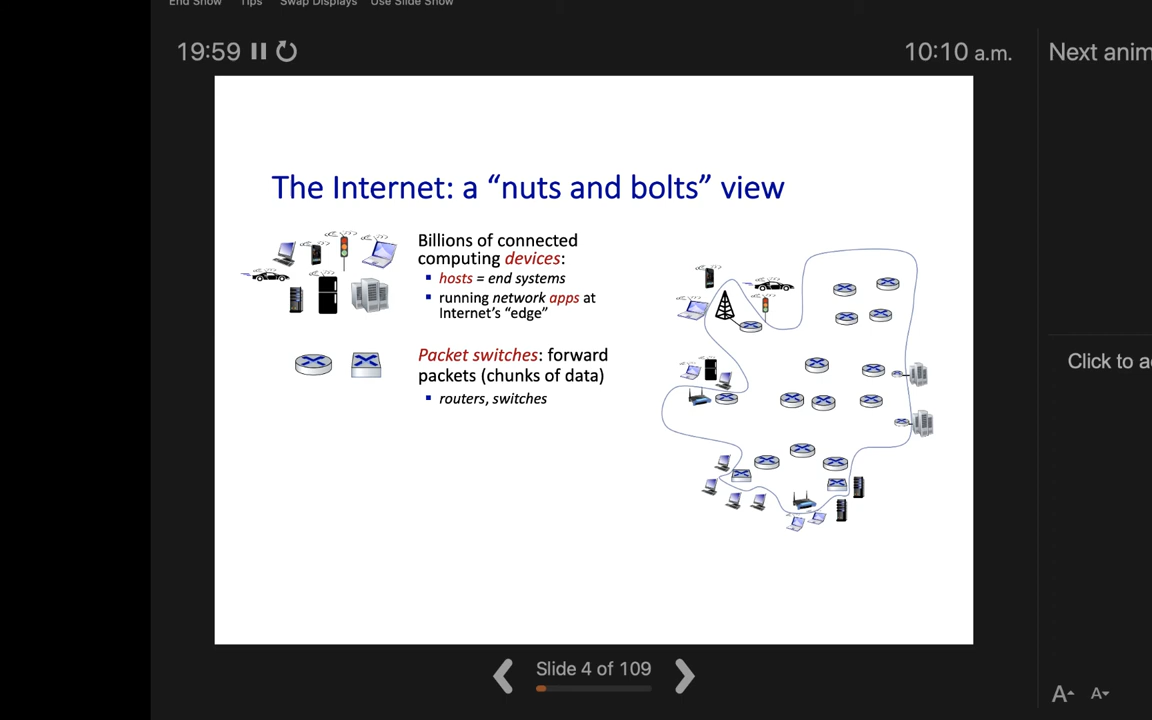 End Show Tips Swap Displays Use Slide Show
19:59
10:10 a.m.
Next
The Internet: a “nuts and bolts” view
Billions of connected
computing devices:
▪ hosts = end systems
▪ running network apps at
Internet’s “edge”
Packet switches: forward
packets (chunks of data)
▪ routers, switches
Click to
Slide 4 of 109
A A